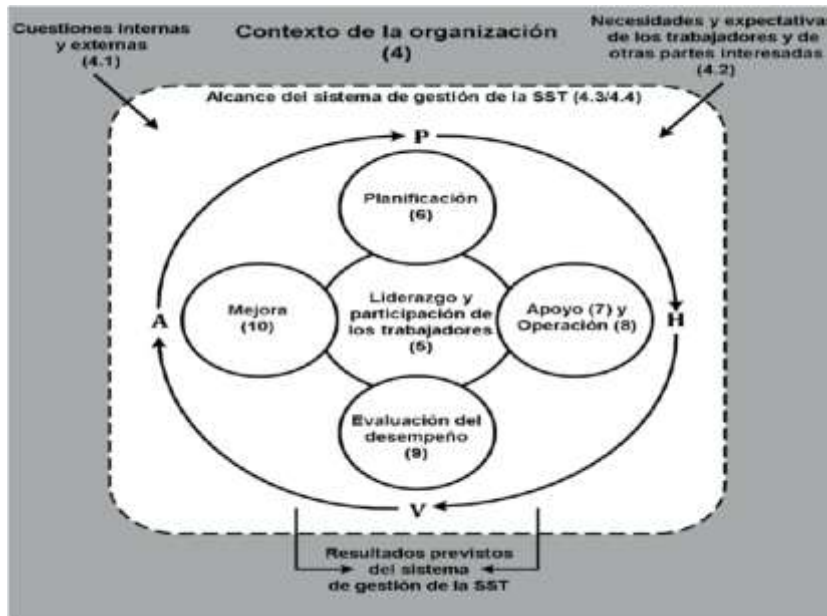 Cuestiones internas
y externas
(4.1)
Contexto de la organización
(4)
Necesidades y expectativas
de los trabajadores y de
otras partes interesadas
(4.2)
Alcance del sistema de gestión de la SST (4.3/4.4)
P
Planificación
(6)
A
Mejora
(10)
Liderazgo y
participación de
los trabajadores
(5)
Apoyo (7) y
Operación (8)
H
Evaluación del
desempeño
(9)
V
Resultados previstos
del sistema
de gestión de la SST